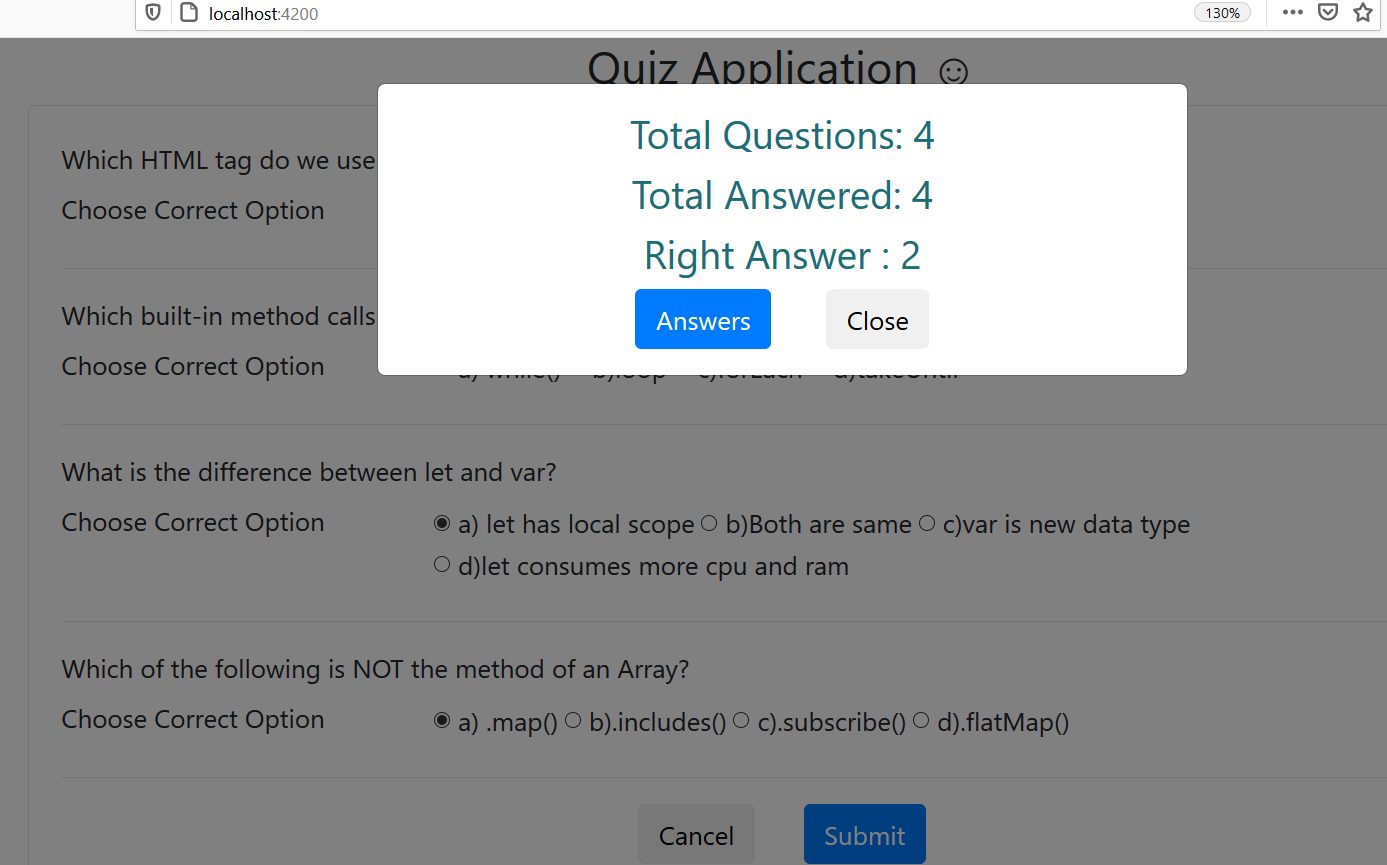 localhost:4200
130%
Quiz Application ☺
Total Questions: 4
Total Answered: 4
Right Answer : 2
Answers
Close
Which HTML tag do we use
Choose Correct Option
Which built-in method calls
Choose Correct Option
a) while() b)loop c)forEach d)takeUntil
What is the difference between let and var?
Choose Correct Option
a) let has local scope b)Both are same c)var is new data type
d)let consumes more cpu and ram
Which of the following is NOT the method of an Array?
Choose Correct Option
a) .map() b).includes() c).subscribe() d).flatMap()
Cancel
Submit